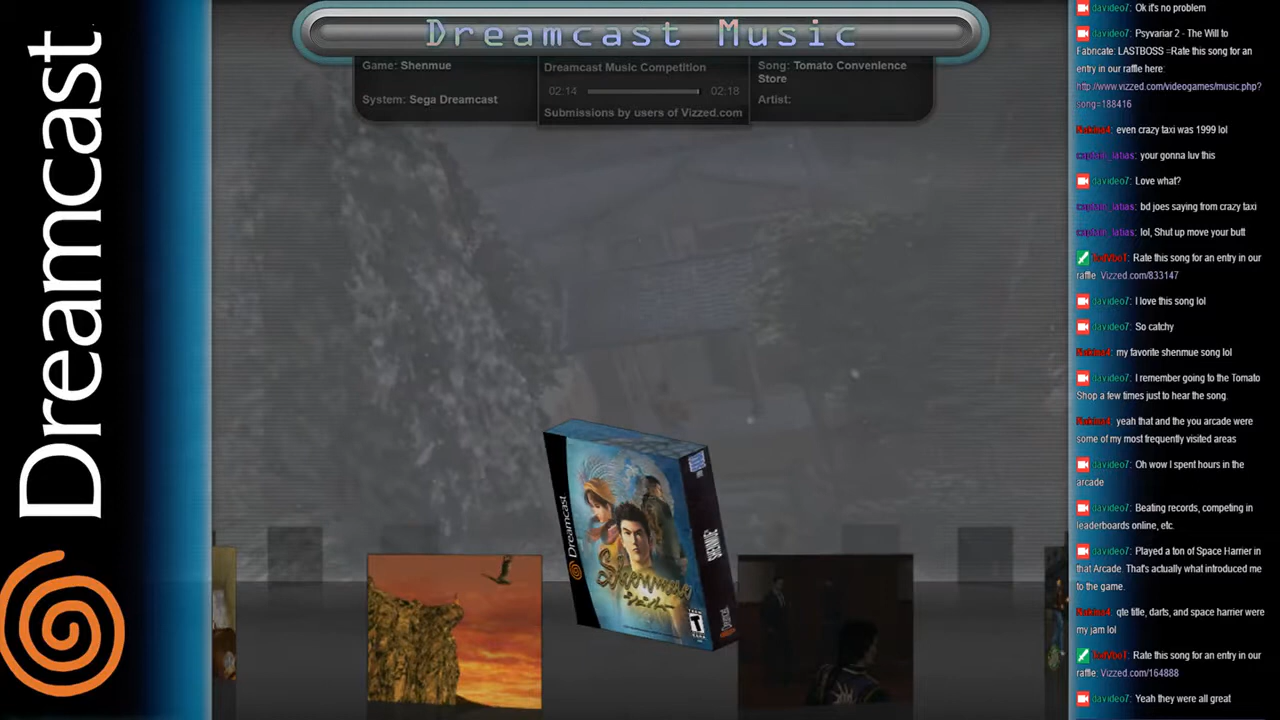 Dreamcast
Dreamcast Music
Game: Shenmue
System: Sega Dreamcast
Dreamcast Music Competition
02:14
02:18
Submissions by users of Vizzed.com
Song: Tomato Convenience
Store
Artist:
Dreamcast
Shenmue
SHENMUE
T
davideo7: Ok it's no problem
davideo7: Psyvariar 2 - The Will to
Fabricate: LASTBOSS =Rate this song for an
entry in our raffle here:
http://www.vizzed.com/videogames/music.php?
song=188416
even crazy taxi was 1999 lol
captain_latias: your gonna luv this
davideo7: Love what?
captain_latias: bd joes saying from crazy taxi
captain_latias: lol, Shut up move your butt
Rate this song for an entry in our
raffle: Vizzed.com/833147
davideo7: I love this song lol
davideo7: So catchy
my favorite shenmue song lol
davideo7: I remember going to the Tomato
Shop a few times just to hear the song.
yeah that and the you arcade were
some of my most frequently visited areas
davideo7: Oh wow I spent hours in the
arcade
davideo7: Beating records, competing in
leaderboards online, etc.
davideo7: Played a ton of Space Harrier in
that Arcade. That's actually what introduced me
to the game.
qte title, darts, and space harrier were
my jam lol
Rate this song for an entry in our
raffle: Vizzed.com/164888
davideo7: Yeah they were all great